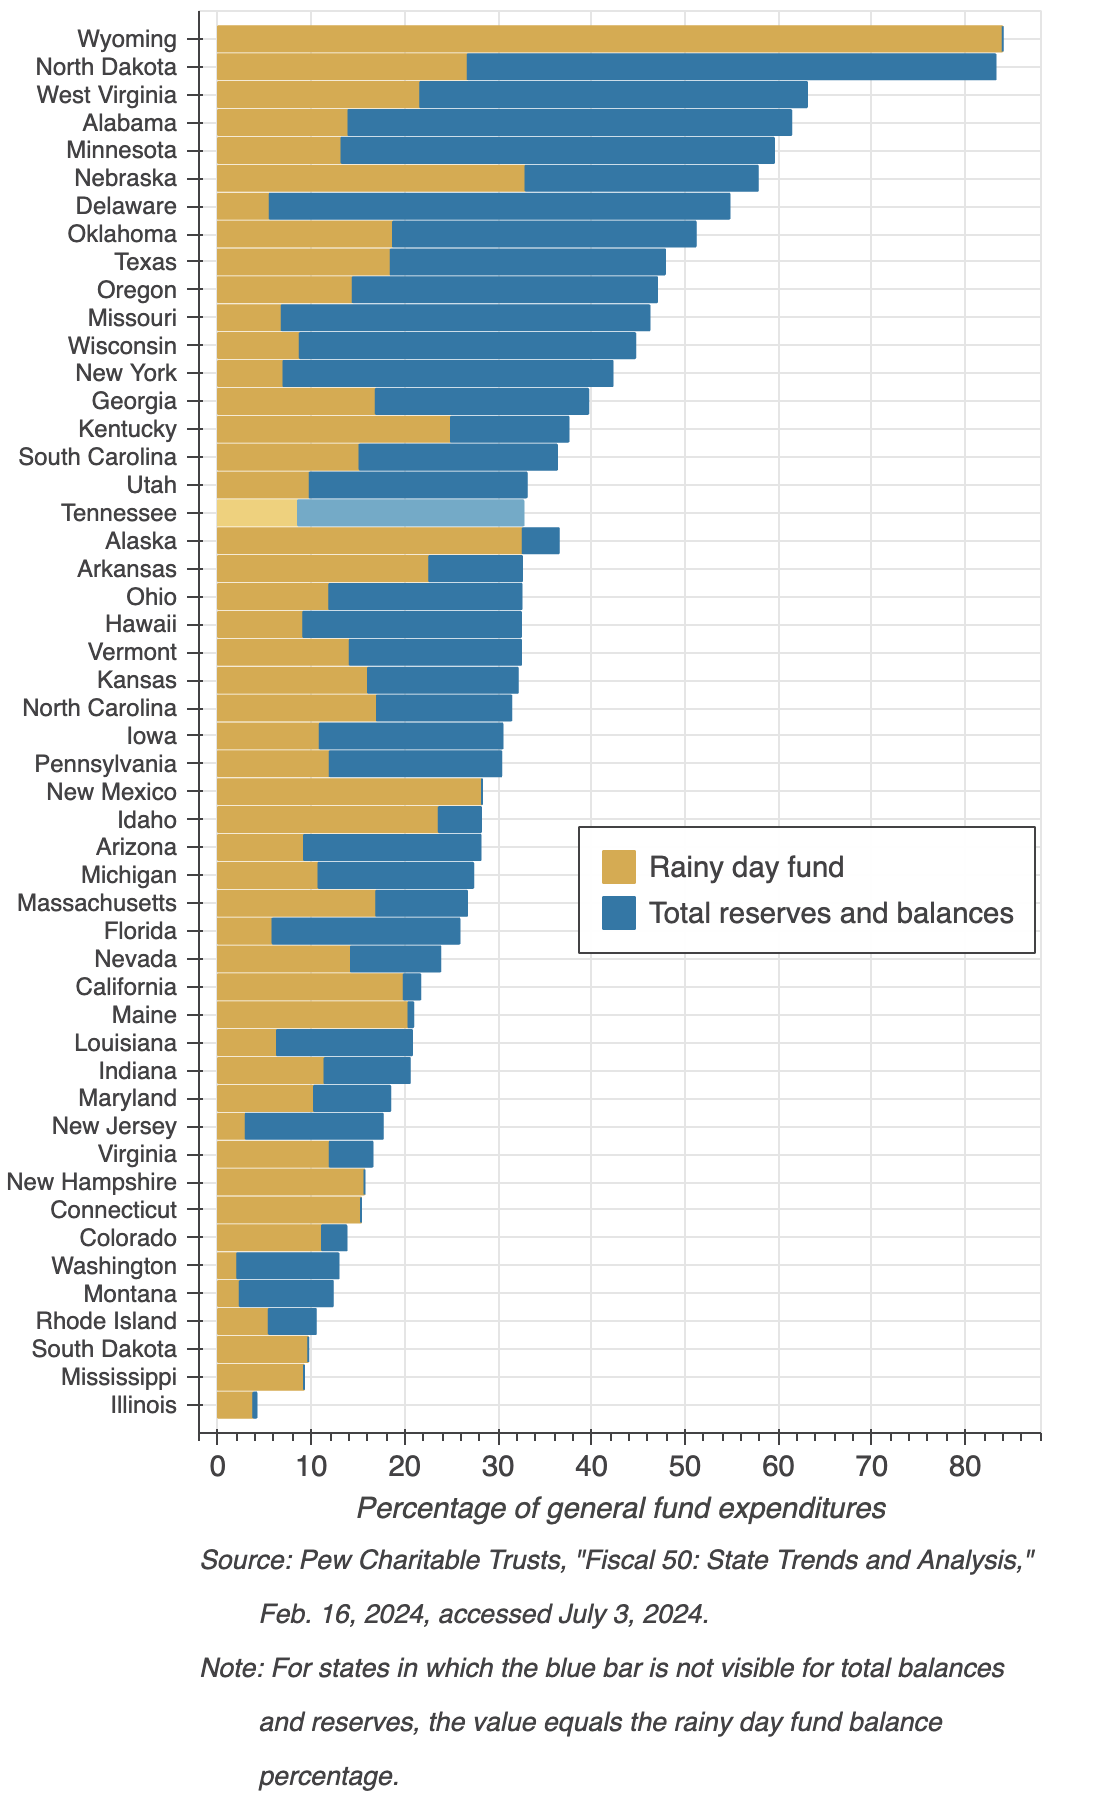 Wyoming
North Dakota
West Virginia
Alabama
Minnesota
Nebraska
Delaware
Oklahoma
Texas
Oregon
Missouri
Wisconsin
New York
Georgia
Kentucky
South Carolina
Utah
Tennessee
Alaska
Arkansas
Ohio
Hawaii
Vermont
Kansas
North Carolina
Iowa
Pennsylvania
New Mexico
Idaho
Arizona
Michigan
Massachusetts
Florida
Nevada
California
Maine
Louisiana
Indiana
Maryland
New Jersey
Virginia
New Hampshire
Connecticut
Colorado
Washington
Montana
Rhode Island
South Dakota
Mississippi
Illinois
Rainy day fund
Total reserves and balances
0 10 20 30 40 50 60 70 80
Percentage of general fund expenditures
Source: Pew Charitable Trusts, "Fiscal 50: State Trends and Analysis,"
Feb. 16, 2024, accessed July 3, 2024.
Note: For states in which the blue bar is not visible for total balances
and reserves, the value equals the rainy day fund balance
percentage.